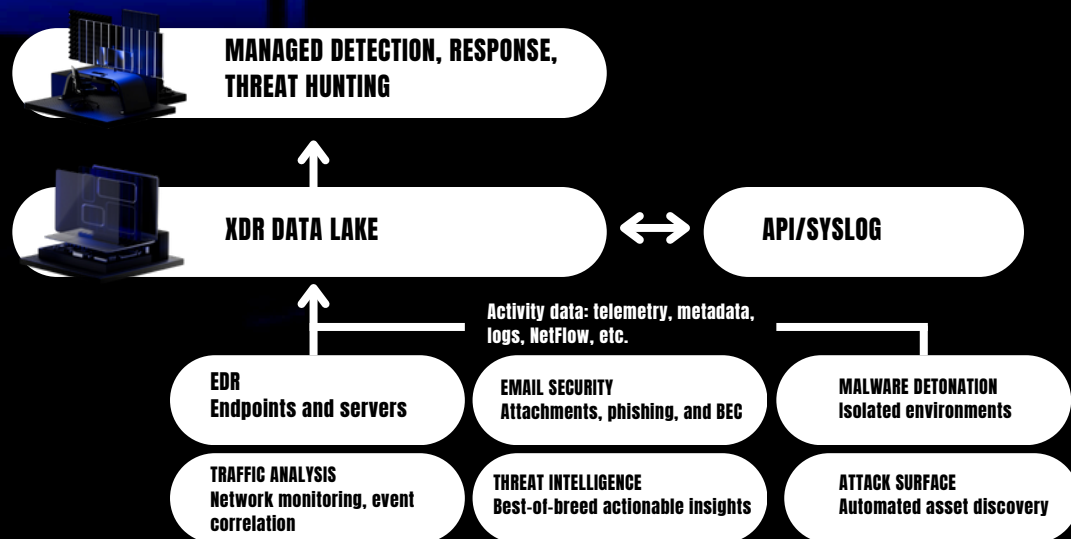 MANAGED DETECTION, RESPONSE,
THREAT HUNTING
XDR DATA LAKE
API/SYSLOG
Activity data: telemetry, metadata,
logs, NetFlow, etc.
EDR
Endpoints and servers
EMAIL SECURITY
Attachments, phishing, and BEC
MALWARE DETONATION
Isolated environments
TRAFFIC ANALYSIS
Network monitoring, event
correlation
THREAT INTELLIGENCE
Best-of-breed actionable insights
ATTACK SURFACE
Automated asset discovery